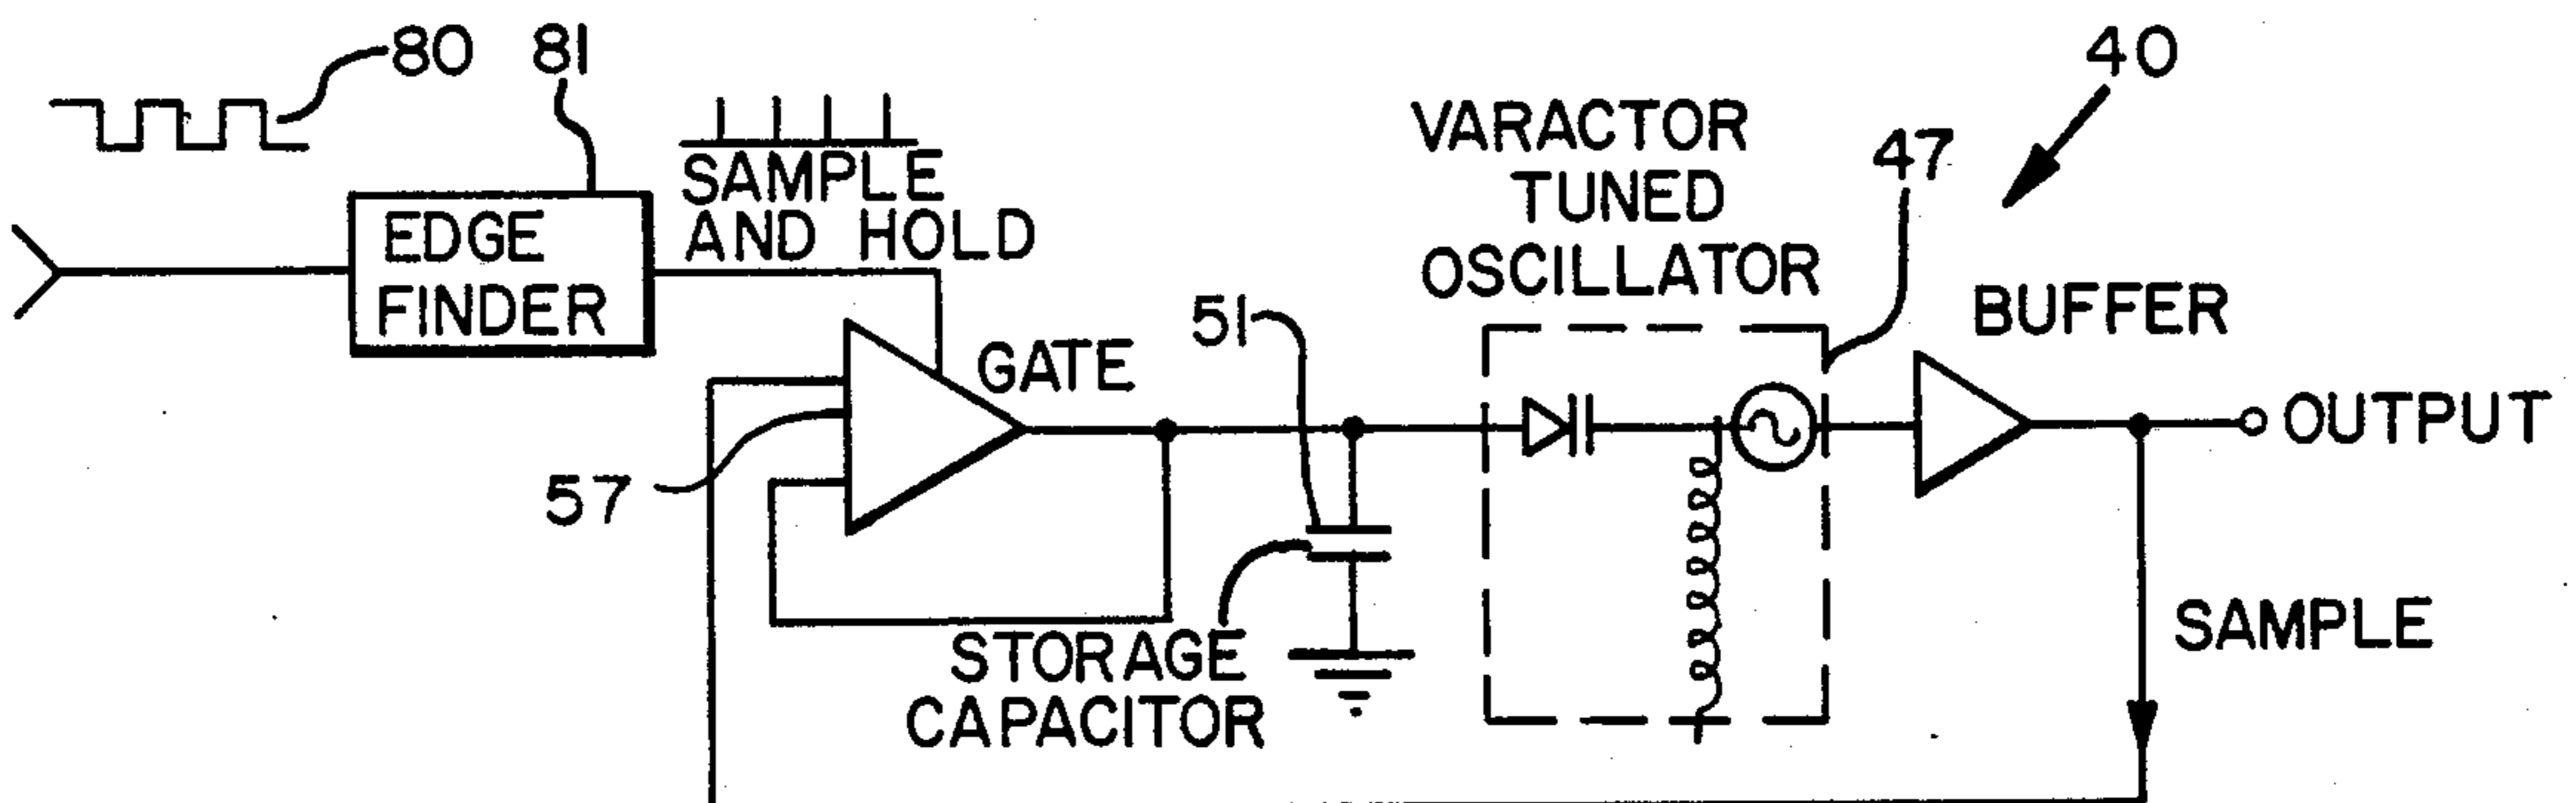 80
81
40
SAMPLE
AND HOLD
EDGE
FINDER
VARACTOR
TUNED
OSCILLATOR
47
BUFFER
51
GATE
57
OUTPUT
STORAGE
CAPACITOR
SAMPLE